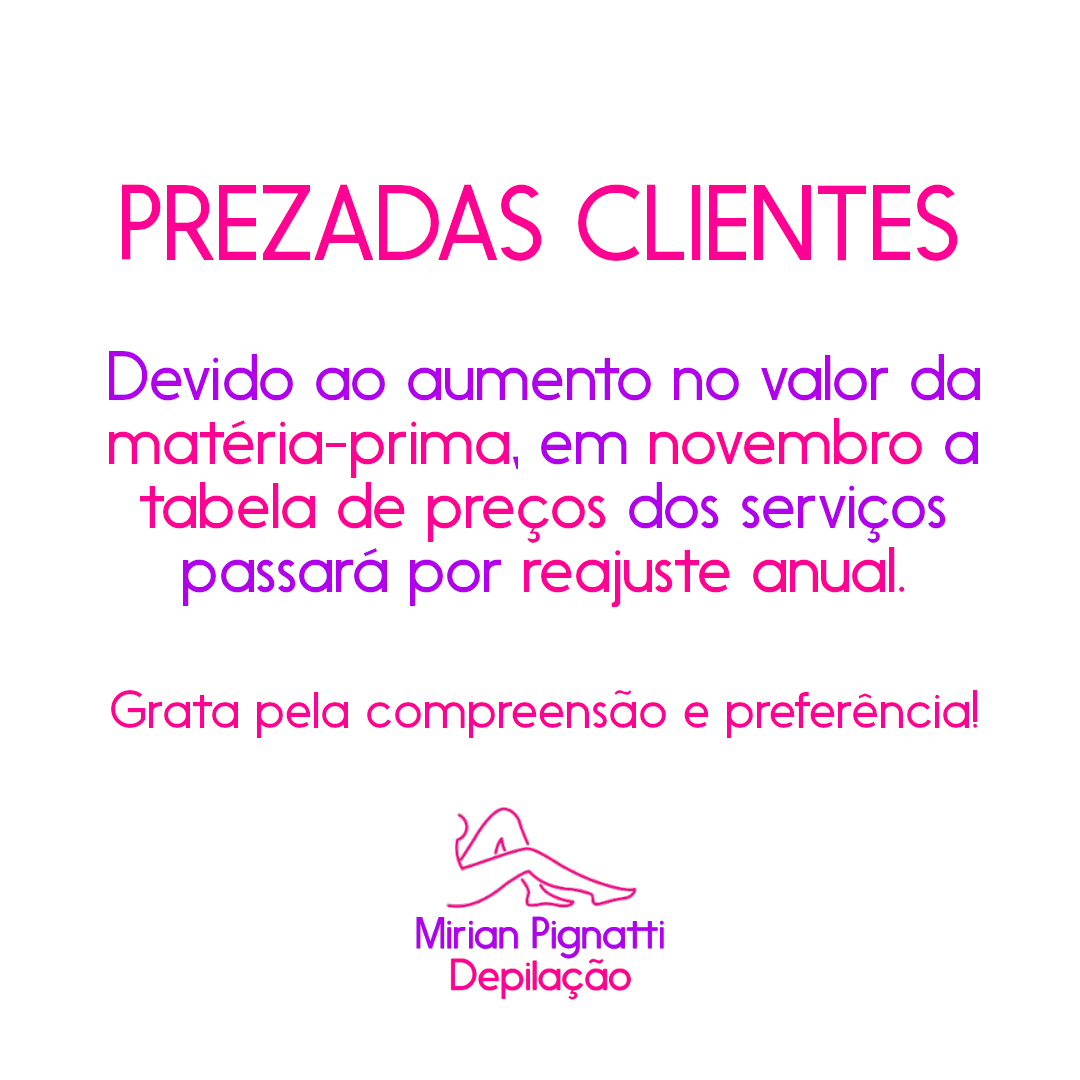 PREZADAS CLIENTES
Devido ao aumento no valor da
matéria-prima, em novembro a
tabela de preços dos serviços
passará por reajuste anual.
Grata pela compreensão e preferência!
Mirian Pignatti
Depilação